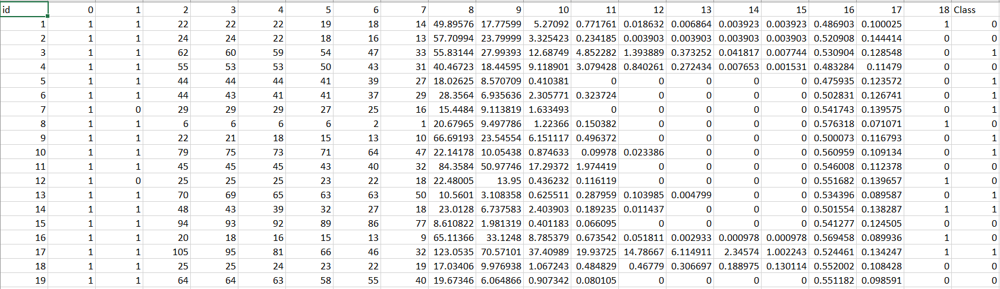 id 0 1 2 3 4 5 6 7 8 9 10 11 12 13 14 15 16 17 18 Class
1 1 1 22 22 22 19 18 14 49.89576 17.77599 5.27092 0.771761 0.018632 0.006864 0.003923 0.003923 0.486903 0.100025 1 0
2 1 1 24 24 22 18 16 13 57.70994 23.79999 3.325423 0.234185 0.003903 0.003903 0.003903 0.003903 0.520908 0.144414 0 0
3 1 1 62 60 59 54 47 33 55.83144 27.99393 12.68749 4.852282 1.393889 0.373252 0.041817 0.007744 0.530904 0.128548 0 1
4 1 1 55 53 53 50 43 31 40.46723 18.44595 9.118901 3.079428 0.840261 0.272434 0.007653 0.001531 0.483284 0.11479 0 0
5 1 1 44 44 44 41 39 27 18.02625 8.570709 0.410381 0 0 0 0 0 0.475935 0.123572 0 1
6 1 1 44 43 41 41 37 29 28.3564 6.935636 2.305771 0.323724 0 0 0 0 0.502831 0.126741 0 1
7 1 0 29 29 29 27 25 16 15.4484 9.113819 1.633493 0 0 0 0 0 0.541743 0.139575 0 1
8 1 1 6 6 6 6 2 1 20.67965 9.497786 1.22366 0.150382 0 0 0 0 0.576318 0.071071 1 0
9 1 1 22 21 18 15 13 10 66.69193 23.54554 6.151117 0.496372 0 0 0 0 0.500073 0.116793 0 1
10 1 1 79 75 73 71 64 47 22.14178 10.05438 0.874633 0.09978 0.023386 0 0 0 0.560959 0.109134 0 1
11 1 1 45 45 45 43 40 32 84.3584 50.97746 17.29372 1.974419 0 0 0 0 0.546008 0.112378 0 0
12 1 0 25 25 25 23 22 18 22.48005 13.95 0.436232 0.116119 0 0 0 0 0.551682 0.139657 1 0
13 1 1 70 69 65 63 63 50 10.5601 3.108358 0.625511 0.287959 0.103985 0.004799 0 0 0.534396 0.089587 0 1
14 1 1 48 43 39 32 27 18 23.0128 6.737583 2.403903 0.189235 0.011437 0 0 0 0.501554 0.138287 1 1
15 1 1 94 93 92 89 86 77 8.610822 1.981319 0.401183 0.066095 0 0 0 0 0.541277 0.124505 0 0
16 1 1 20 18 16 15 13 9 65.11366 33.1248 8.785379 0.673542 0.051811 0.002933 0.000978 0.000978 0.569458 0.089936 1 0
17 1 1 105 95 81 66 46 32 123.0535 70.57101 37.40989 19.93725 14.78667 6.114911 2.34574 1.002243 0.524461 0.134247 1 1
18 1 1 25 25 24 23 22 19 17.03406 9.976938 1.067243 0.484829 0.46779 0.306697 0.188975 0.130114 0.552002 0.108428 0 0
19 1 1 64 64 63 58 55 40 19.67346 6.064866 0.907342 0.080105 0 0 0 0 0.551182 0.098591 0 0